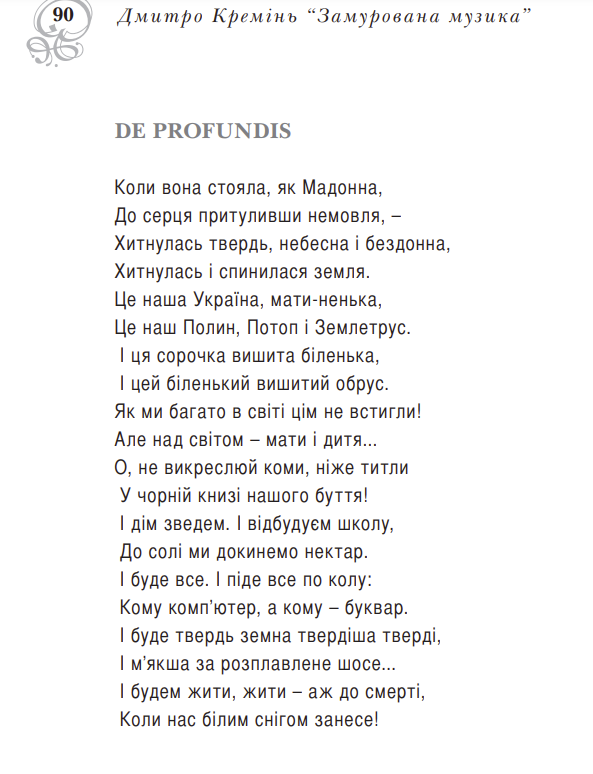 90
Дмитро Кремінь “Замурована музика”
DE PROFUNDIS
Коли вона стояла, як Мадонна,
До серця притуливши немовля, –
Хитнулась твердь, небесна і бездонна,
Хитнулась і спинилася земля.
Це наша Україна, мати-ненька,
Це наш Полин, Потоп і Землетрус.
І ця сорочка вишита біленька,
І цей біленький вишитий обрус.
Як ми багато в світі цім не встигли!
Але над світом – мати і дитя...
О, не викреслюй коми, ніже титли
У чорній книзі нашого буття!
І дім зведем. І відбудуєм школу,
До солі ми докинемо нектар.
І буде все. І піде все по колу:
Кому комп’ютер, а кому – буквар.
І буде твердь земна твердіша тверді,
І м’якша за розплавлене шосе...
І будем жити, жити – аж до смерті,
Коли нас білим снігом занесе!